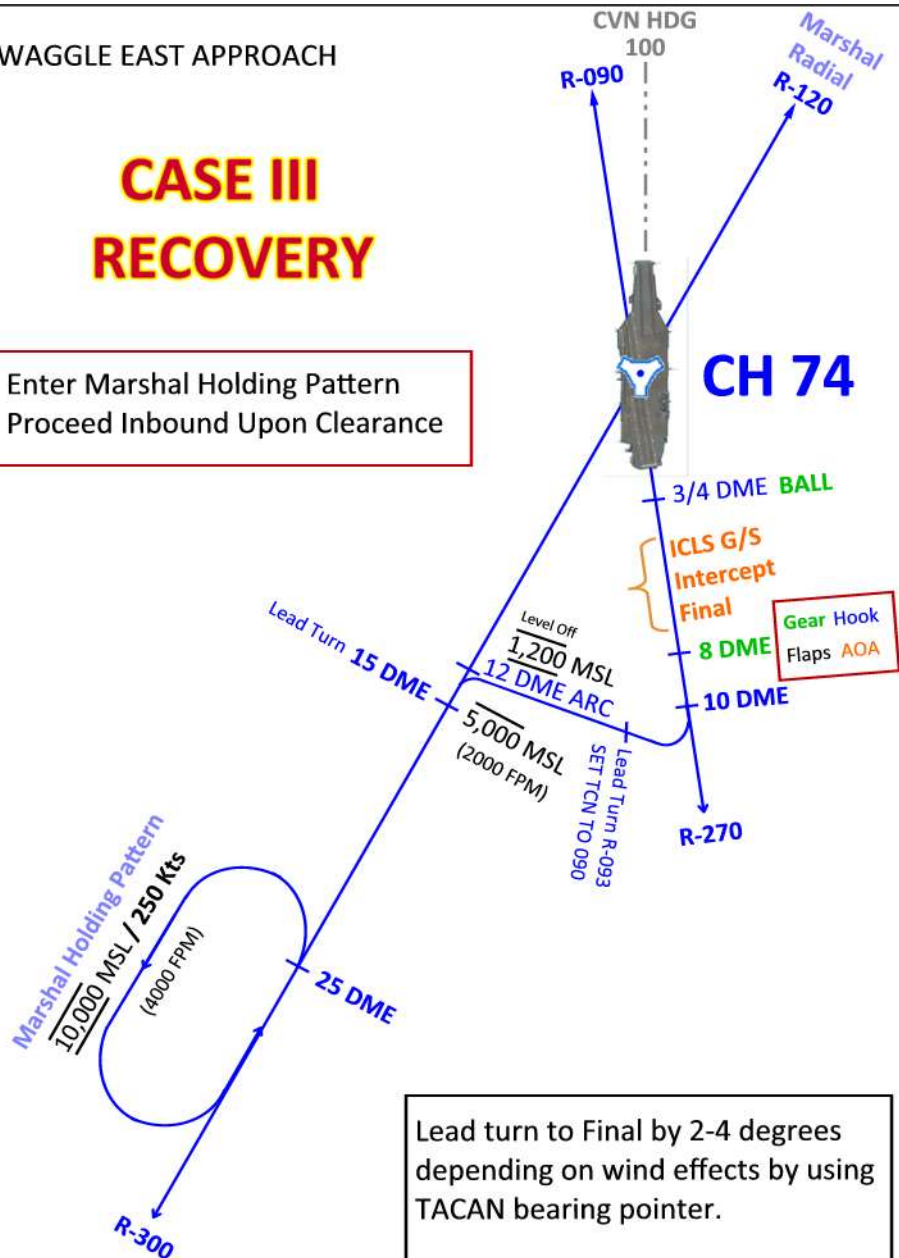 WAGGLE EAST APPROACH
CVN HDG
100
Marshal
Radial
R-090
R-120
CASE III
RECOVERY
Enter Marshal Holding Pattern
Proceed Inbound Upon Clearance
CH 74
3/4 DME BALL
ICLS G/S
Intercept
Final
Gear Hook
Flaps AOA
8 DME
10 DME
Level Off
1,200 MSL
12 DME ARC
Lead Turn 15 DME
5,000 MSL
(2000 FPM)
Lead Turn R-093
SET TCN TO 090
R-270
Marshal Holding Pattern
10,000 MSL / 250 Kts
(4000 FPM)
25 DME
R-300
Lead turn to Final by 2-4 degrees
depending on wind effects by using
TACAN bearing pointer.